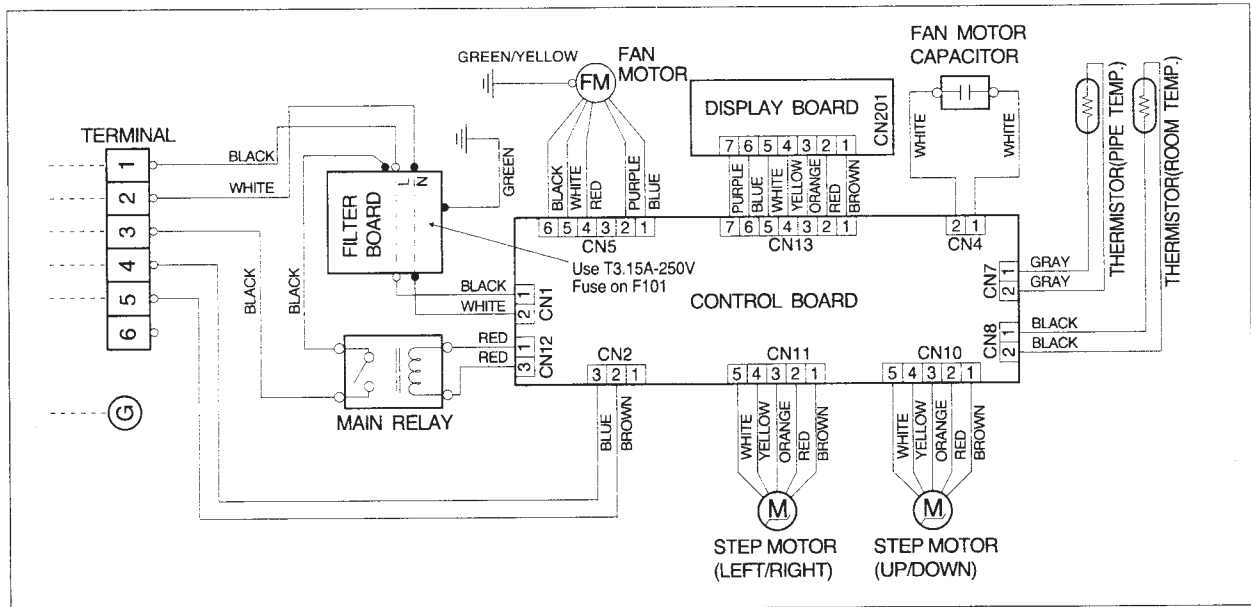 GREEN/YELLOW
FAN
MOTOR
FM
FAN MOTOR
CAPACITOR
DISPLAY BOARD
CN201
7 6 5 4 3 2 1
WHITE
WHITE
THERMISTOR(PIPE TEMP.)
THERMISTOR(ROOM TEMP.)
TERMINAL
1
2
3
4
5
6
G
BLACK
WHITE
L
N
GREEN
FILTER
BOARD
BLACK
WHITE
RED
PURPLE
BLUE
PURPLE
BLUE
WHITE
YELLOW
ORANGE
RED
BROWN
6 5 4 3 2 1
CN5
7 6 5 4 3 2 1
CN13
2 1
CN4
Use T3.15A-250V
Fuse on F101
CONTROL BOARD
BLACK
WHITE
1
2
CN1
RED
RED
1
3
CN12
BLACK
BLACK
MAIN RELAY
CN7
1
2
GRAY
GRAY
CN8
1
2
BLACK
BLACK
CN2
3 2 1
BLUE
BROWN
CN11
5 4 3 2 1
WHITE
YELLOW
ORANGE
RED
BROWN
M
STEP MOTOR
(LEFT/RIGHT)
CN10
5 4 3 2 1
WHITE
YELLOW
ORANGE
RED
BROWN
M
STEP MOTOR
(UP/DOWN)